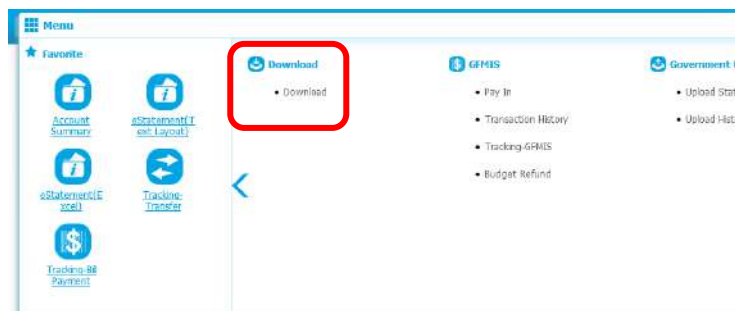 Menu
Favorite
Account
Summary
eStatement(T
ext Layout)
eStatement(E
xcel)
Tracking-
Transfer
Tracking-Bill
Payment
Download
• Download
GFMIS
• Pay In
• Transaction History
• Tracking-GFMIS
• Budget Refund
Government
• Upload Stat
• Upload Hist